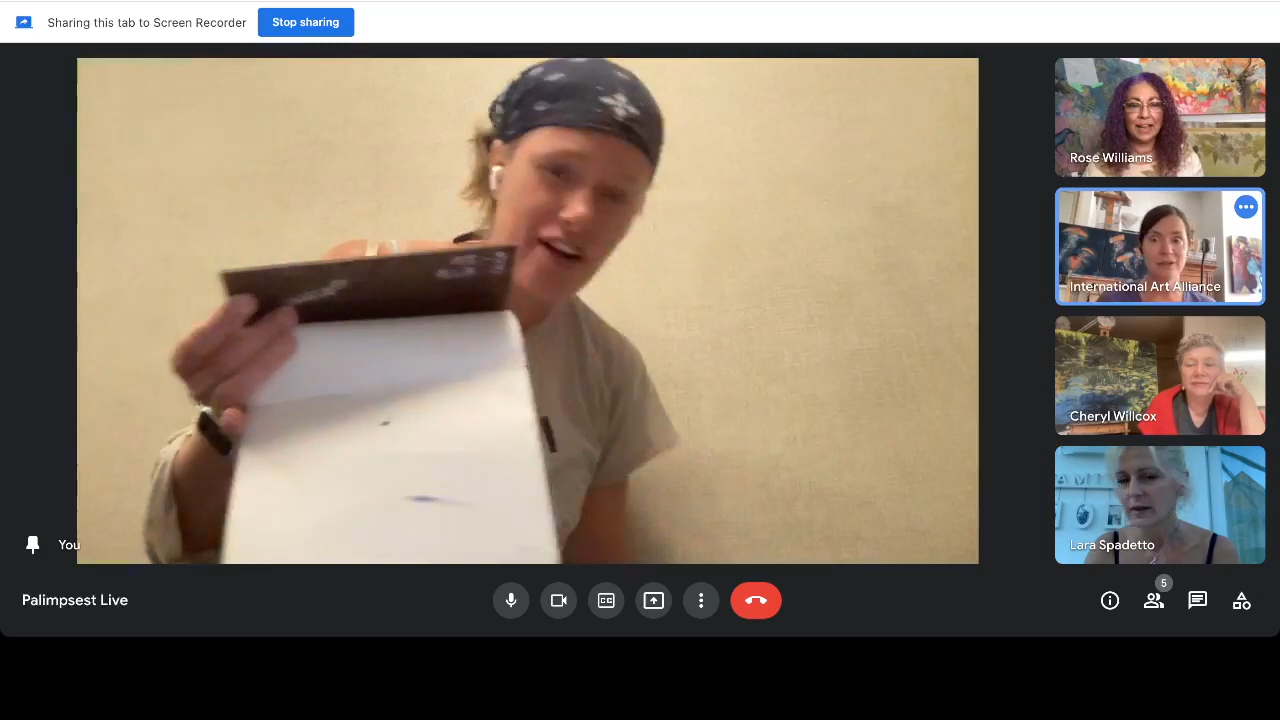 Sharing this tab to Screen Recorder
Stop sharing
Rose Williams
International Art Alliance
Cheryl Willcox
Lara Spadetto
You
Palimpsest Live
CC
5